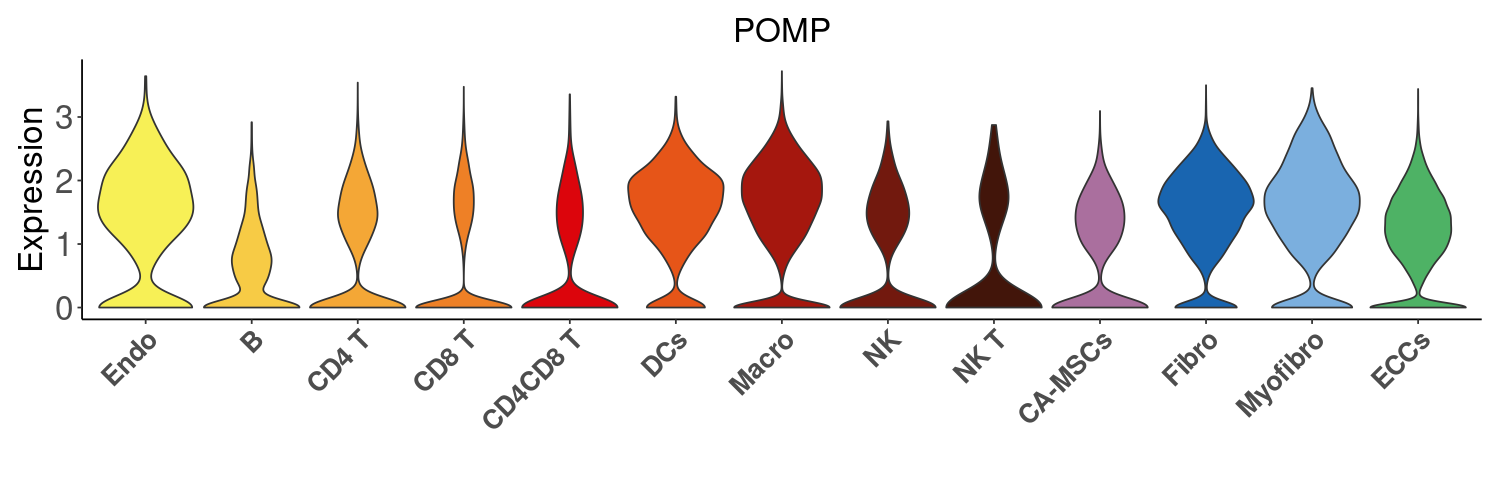 POMP
Expression
3
2
1
0
Endo
B
CD4 T
CD8 T
CD4CD8 T
DCs
Macro
NK
NK T
CA-MSCs
Fibro
Myofibro
ECCs